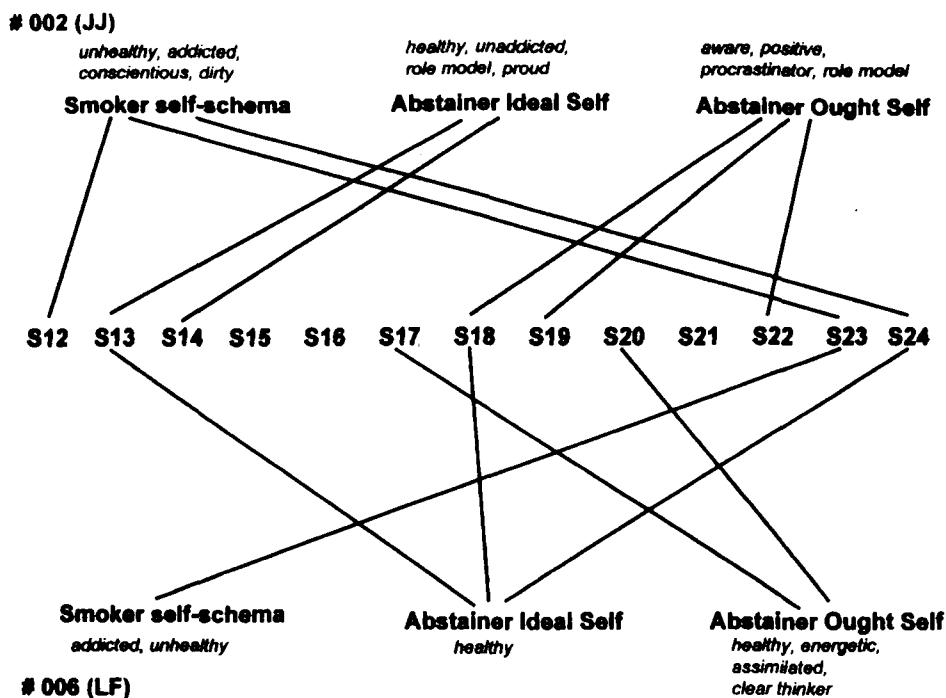 # 002 (JJ)
unhealthy, addicted,
conscientious, dirty
Smoker self-schema
healthy, unaddicted,
role model, proud
Abstainer Ideal Self
aware, positive,
procrastinator, role model
Abstainer Ought Self
S12 S13 S14 S15 S16 S17 S18 S19 S20 S21 S22 S23 S24
Smoker self-schema
addicted, unhealthy
Abstainer Ideal Self
healthy
Abstainer Ought Self
healthy, energetic,
assimilated,
clear thinker
# 006 (LF)